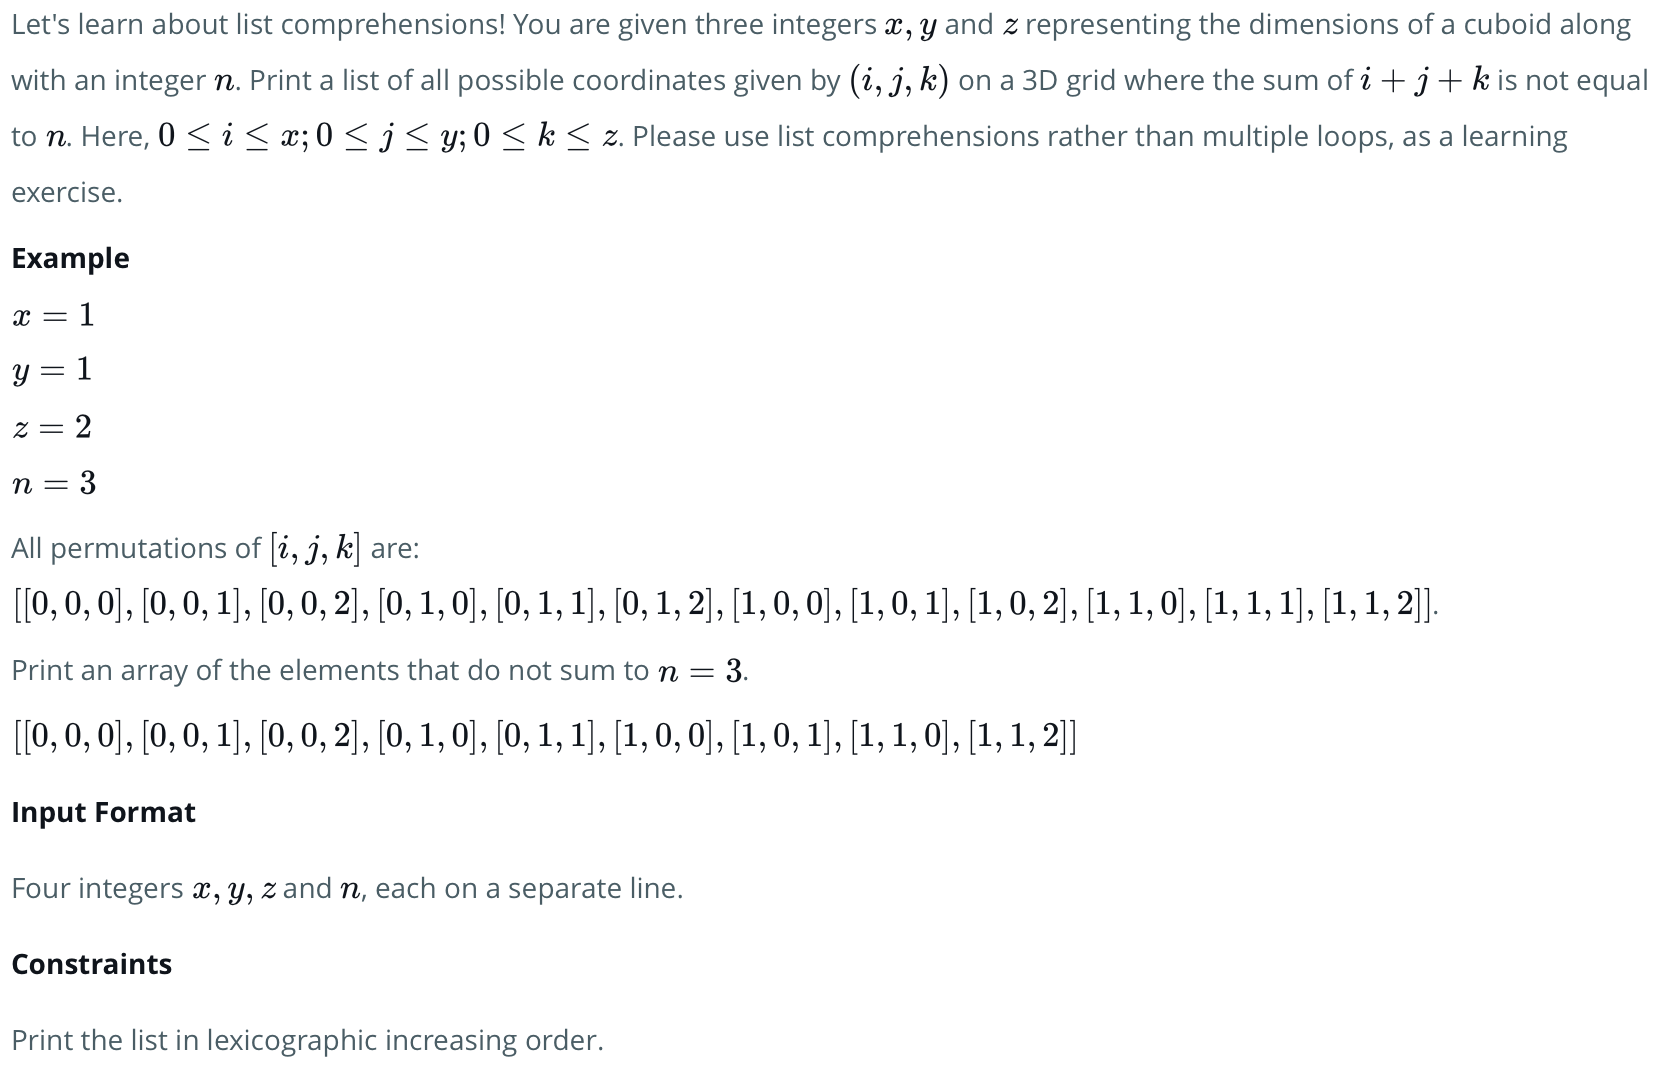 Let's learn about list comprehensions! You are given three integers x, y and z representing the dimensions of a cuboid along
with an integer n. Print a list of all possible coordinates given by (i, j, k) on a 3D grid where the sum of i + j + k is not equal
to n. Here, 0 ≤ i ≤ x; 0 ≤ j ≤ y; 0 ≤ k ≤ z. Please use list comprehensions rather than multiple loops, as a learning
exercise.
Example
x = 1
y = 1
z = 2
n = 3
All permutations of [i, j, k] are:
[[0, 0, 0], [0, 0, 1], [0, 0, 2], [0, 1, 0], [0, 1, 1], [0, 1, 2], [1, 0, 0], [1, 0, 1], [1, 0, 2], [1, 1, 0], [1, 1, 1], [1, 1, 2]].
Print an array of the elements that do not sum to n = 3.
[[0, 0, 0], [0, 0, 1], [0, 0, 2], [0, 1, 0], [0, 1, 1], [1, 0, 0], [1, 0, 1], [1, 1, 0], [1, 1, 2]]
Input Format
Four integers x, y, z and n, each on a separate line.
Constraints
Print the list in lexicographic increasing order.